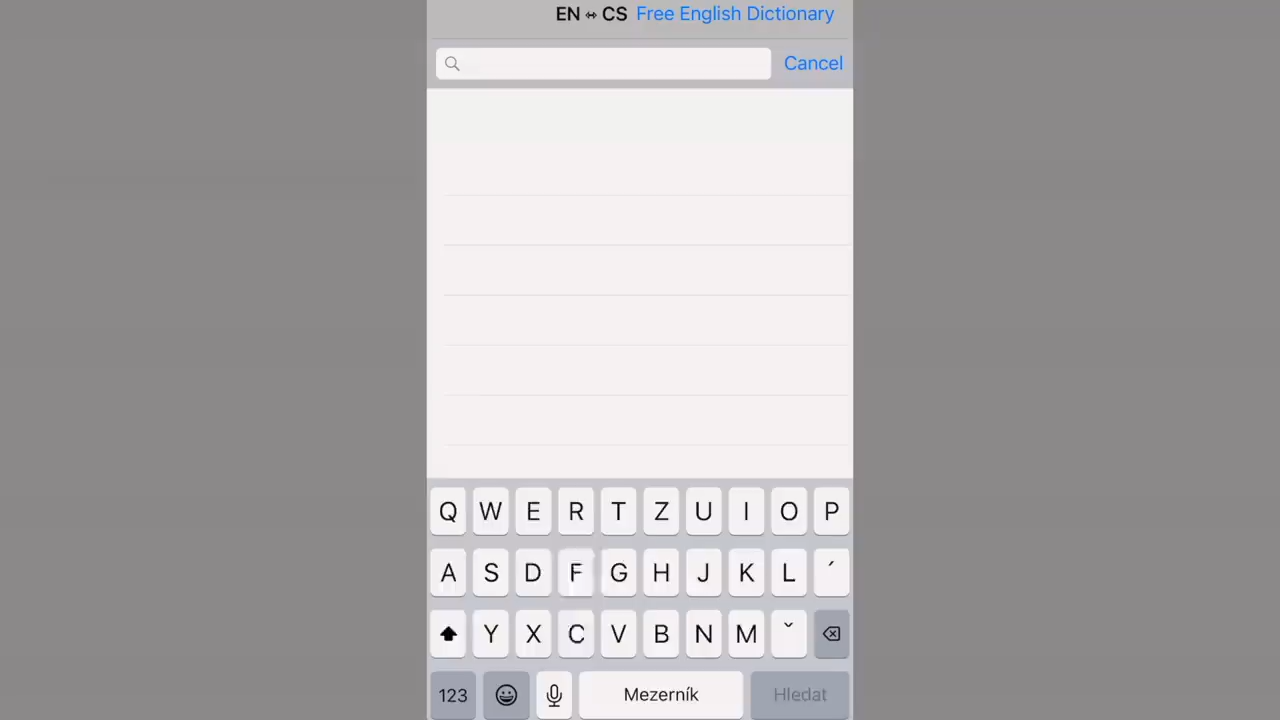 EN ⇔ CS Free English Dictionary
Cancel
Q W E R T Z U I O P
A S D F G H J K L ´
Y X C V B N M ˇ
123 Mezerník Hledat